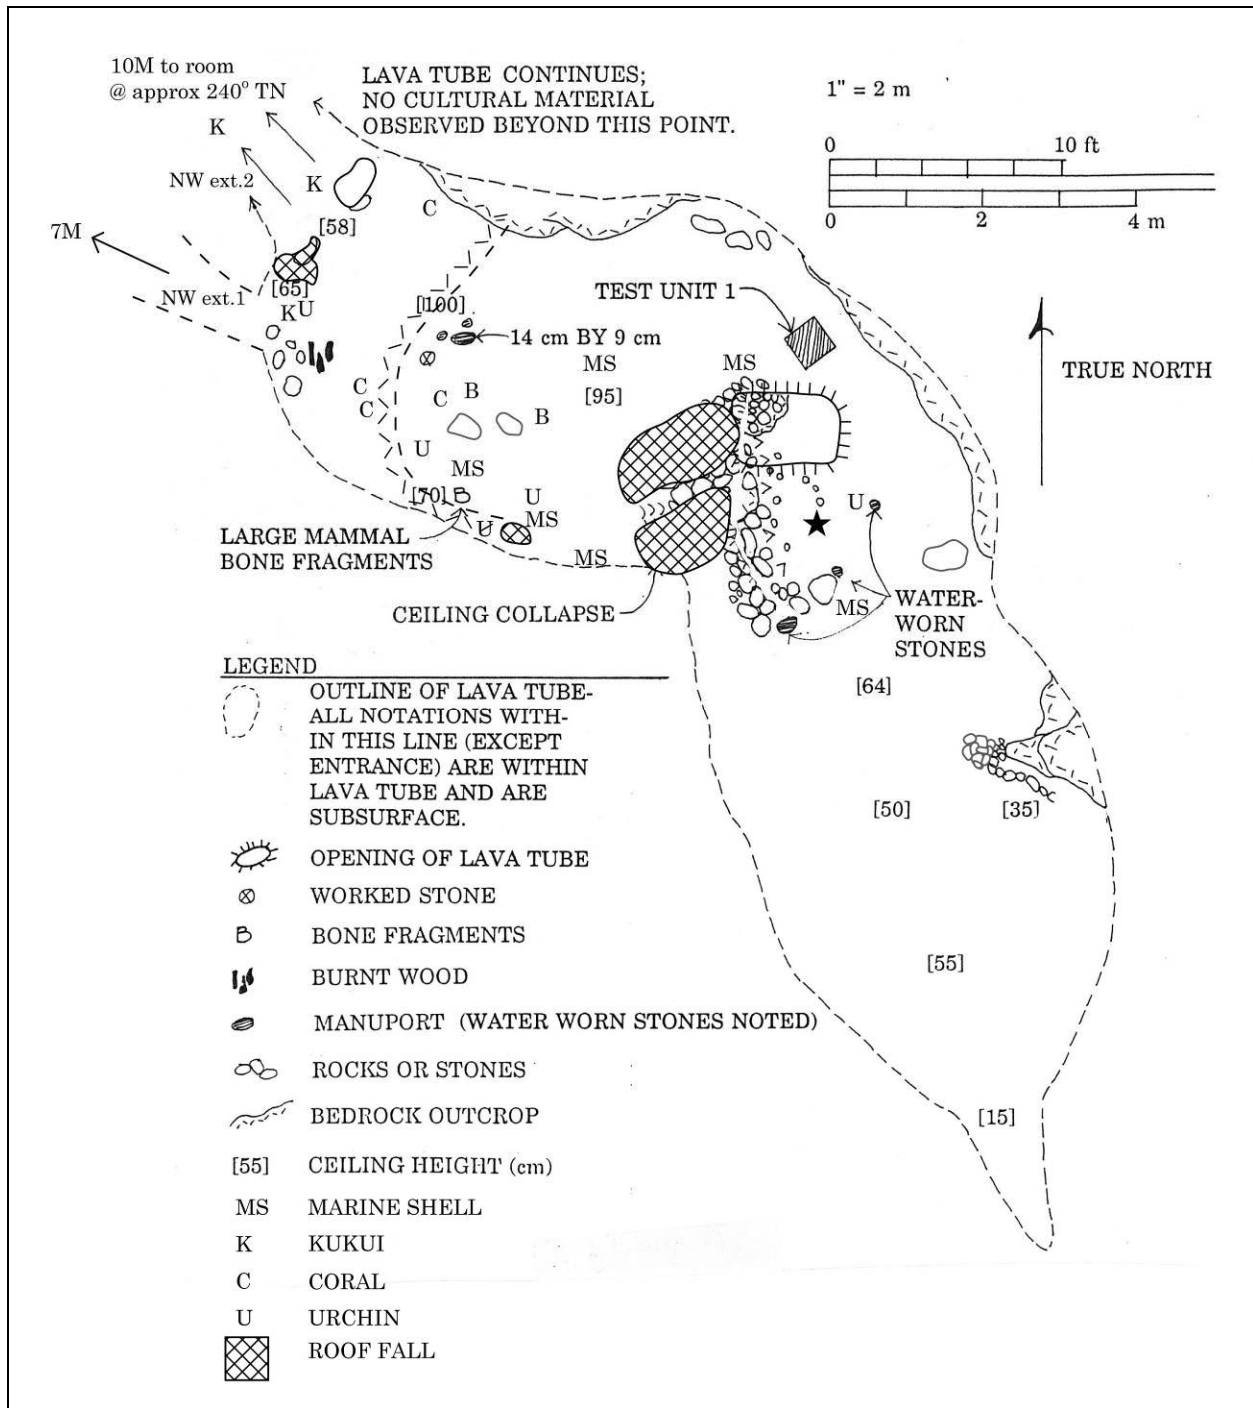 10M to room
@ approx 240° TN
LAVA TUBE CONTINUES;
NO CULTURAL MATERIAL
OBSERVED BEYOND THIS POINT.
1" = 2 m
0 10 ft
0 2 4 m
K
NW ext.2
K
C
[58]
7M
NW ext.1
[65]
K U
[100]
TEST UNIT 1
14 cm BY 9 cm
MS
MS
TRUE NORTH
[95]
C
C
C
B
B
U
MS
[70]
B
U
U
MS
MS
U
LARGE MAMMAL
BONE FRAGMENTS
CEILING COLLAPSE
MS
WATER-
WORN
STONES
[64]
[50]
[35]
[55]
[15]
LEGEND
OUTLINE OF LAVA TUBE-
ALL NOTATIONS WITH-
IN THIS LINE (EXCEPT
ENTRANCE) ARE WITHIN
LAVA TUBE AND ARE
SUBSURFACE.
OPENING OF LAVA TUBE
WORKED STONE
B BONE FRAGMENTS
BURNT WOOD
MANUPORT (WATER WORN STONES NOTED)
ROCKS OR STONES
BEDROCK OUTCROP
[55] CEILING HEIGHT (cm)
MS MARINE SHELL
K KUKUI
C CORAL
U URCHIN
ROOF FALL